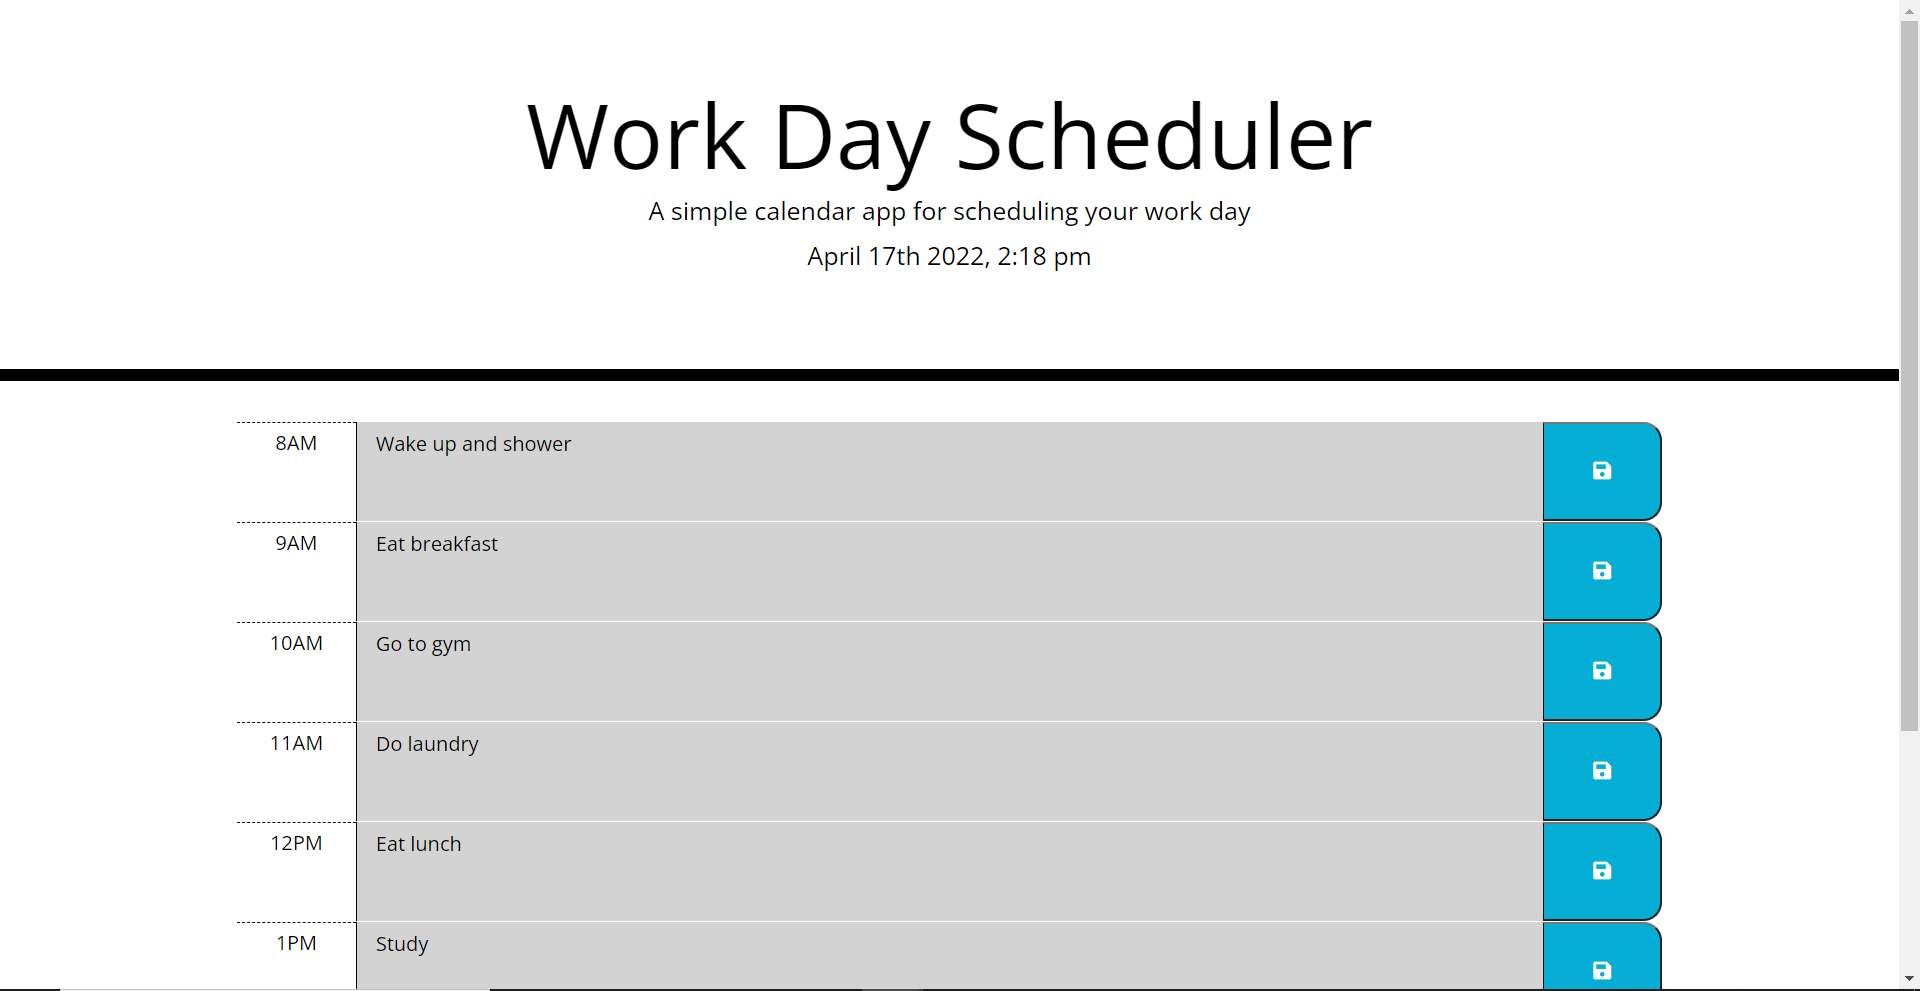 Work Day Scheduler
A simple calendar app for scheduling your work day
April 17th 2022, 2:18 pm
8AM Wake up and shower
9AM Eat breakfast
10AM Go to gym
11AM Do laundry
12PM Eat lunch
1PM Study